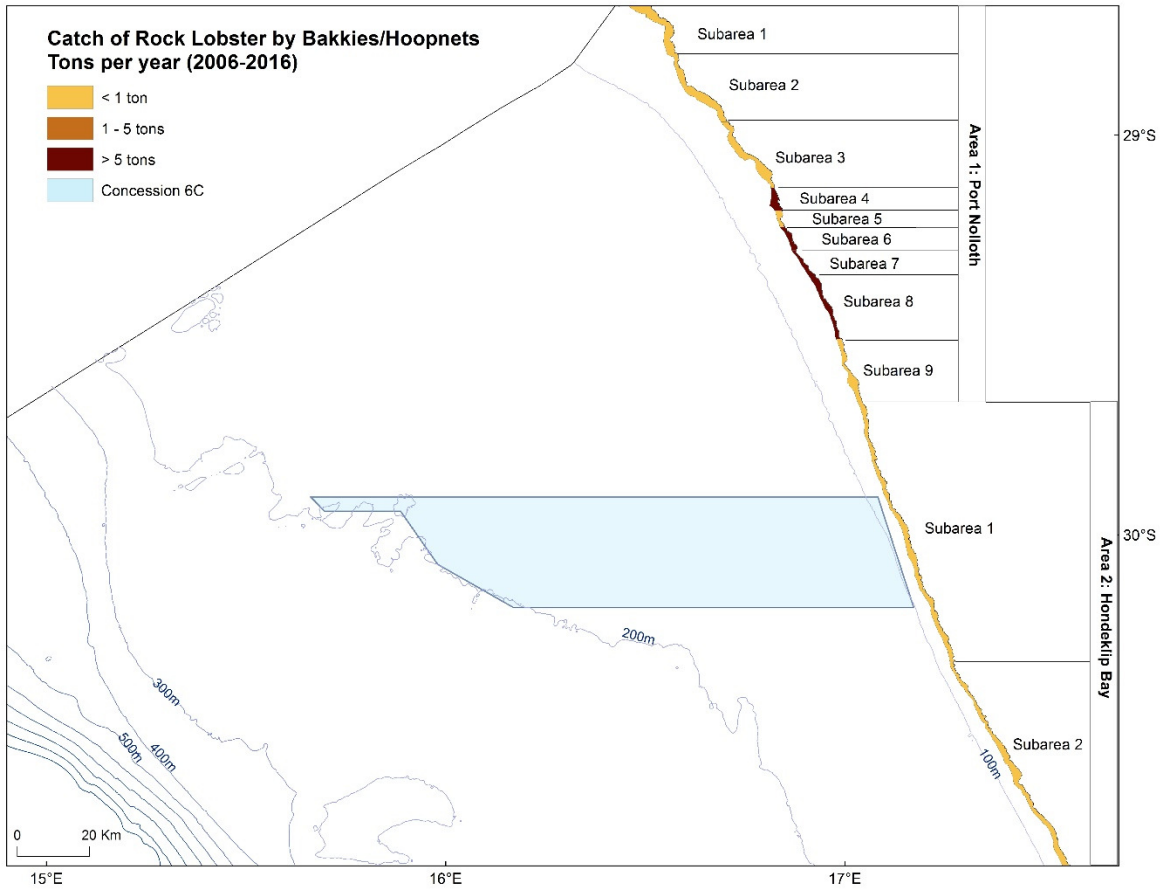 Catch of Rock Lobster by Bakkies/Hoopnets
Tons per year (2006-2016)
< 1 ton
1 - 5 tons
> 5 tons
Concession 6C
Subarea 1
Subarea 2
Subarea 3
Subarea 4
Subarea 5
Subarea 6
Subarea 7
Subarea 8
Subarea 9
Area 1: Port Nolloth
29°S
Subarea 1
Subarea 2
Area 2: Hondeklip Bay
30°S
200m
300m
400m
500m
100m
0 20 Km
15°E
16°E
17°E